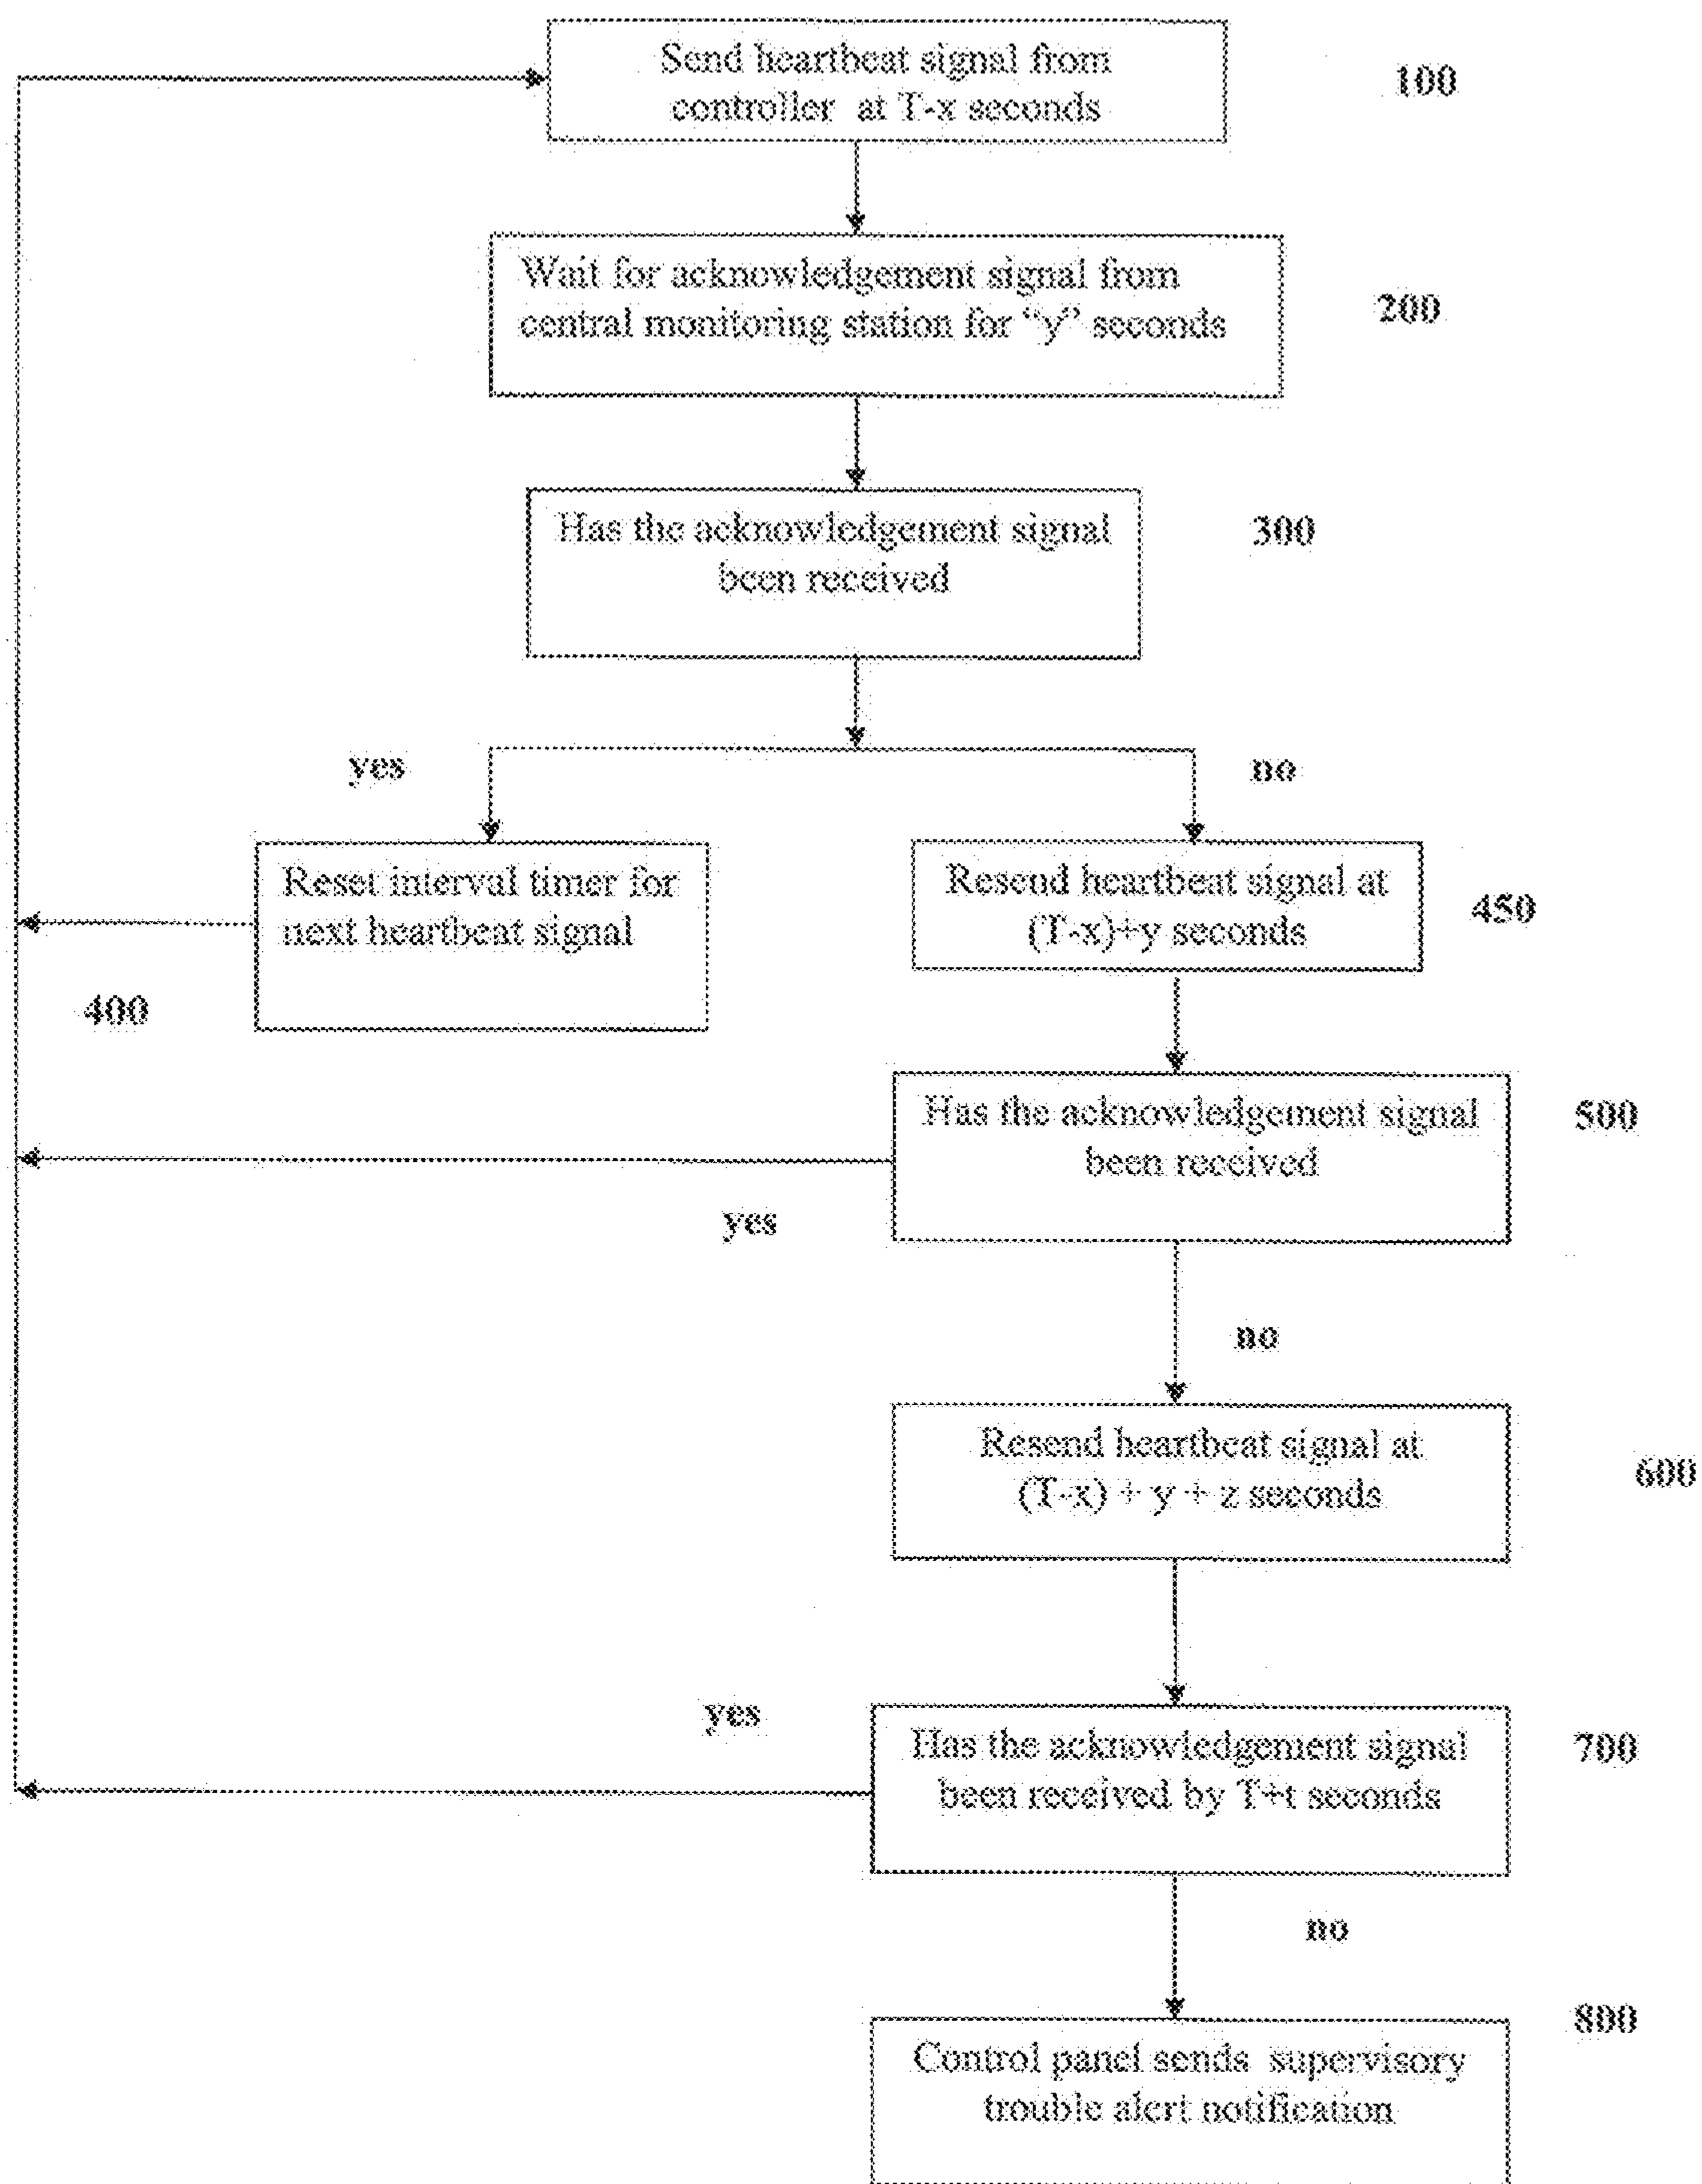 Send heartbeat signal from
controller at T-x seconds
100
Wait for acknowledgement signal from
central monitoring station for “y” seconds
200
Has the acknowledgement signal
been received
300
yes
no
Reset interval timer for
next heartbeat signal
400
Resend heartbeat signal at
(T-x)+y seconds
450
Has the acknowledgement signal
been received
500
yes
no
Resend heartbeat signal at
(T-x) + y + z seconds
600
yes
Has the acknowledgement signal
been received by T+t seconds
700
no
Control panel sends supervisory
trouble alert notification
800